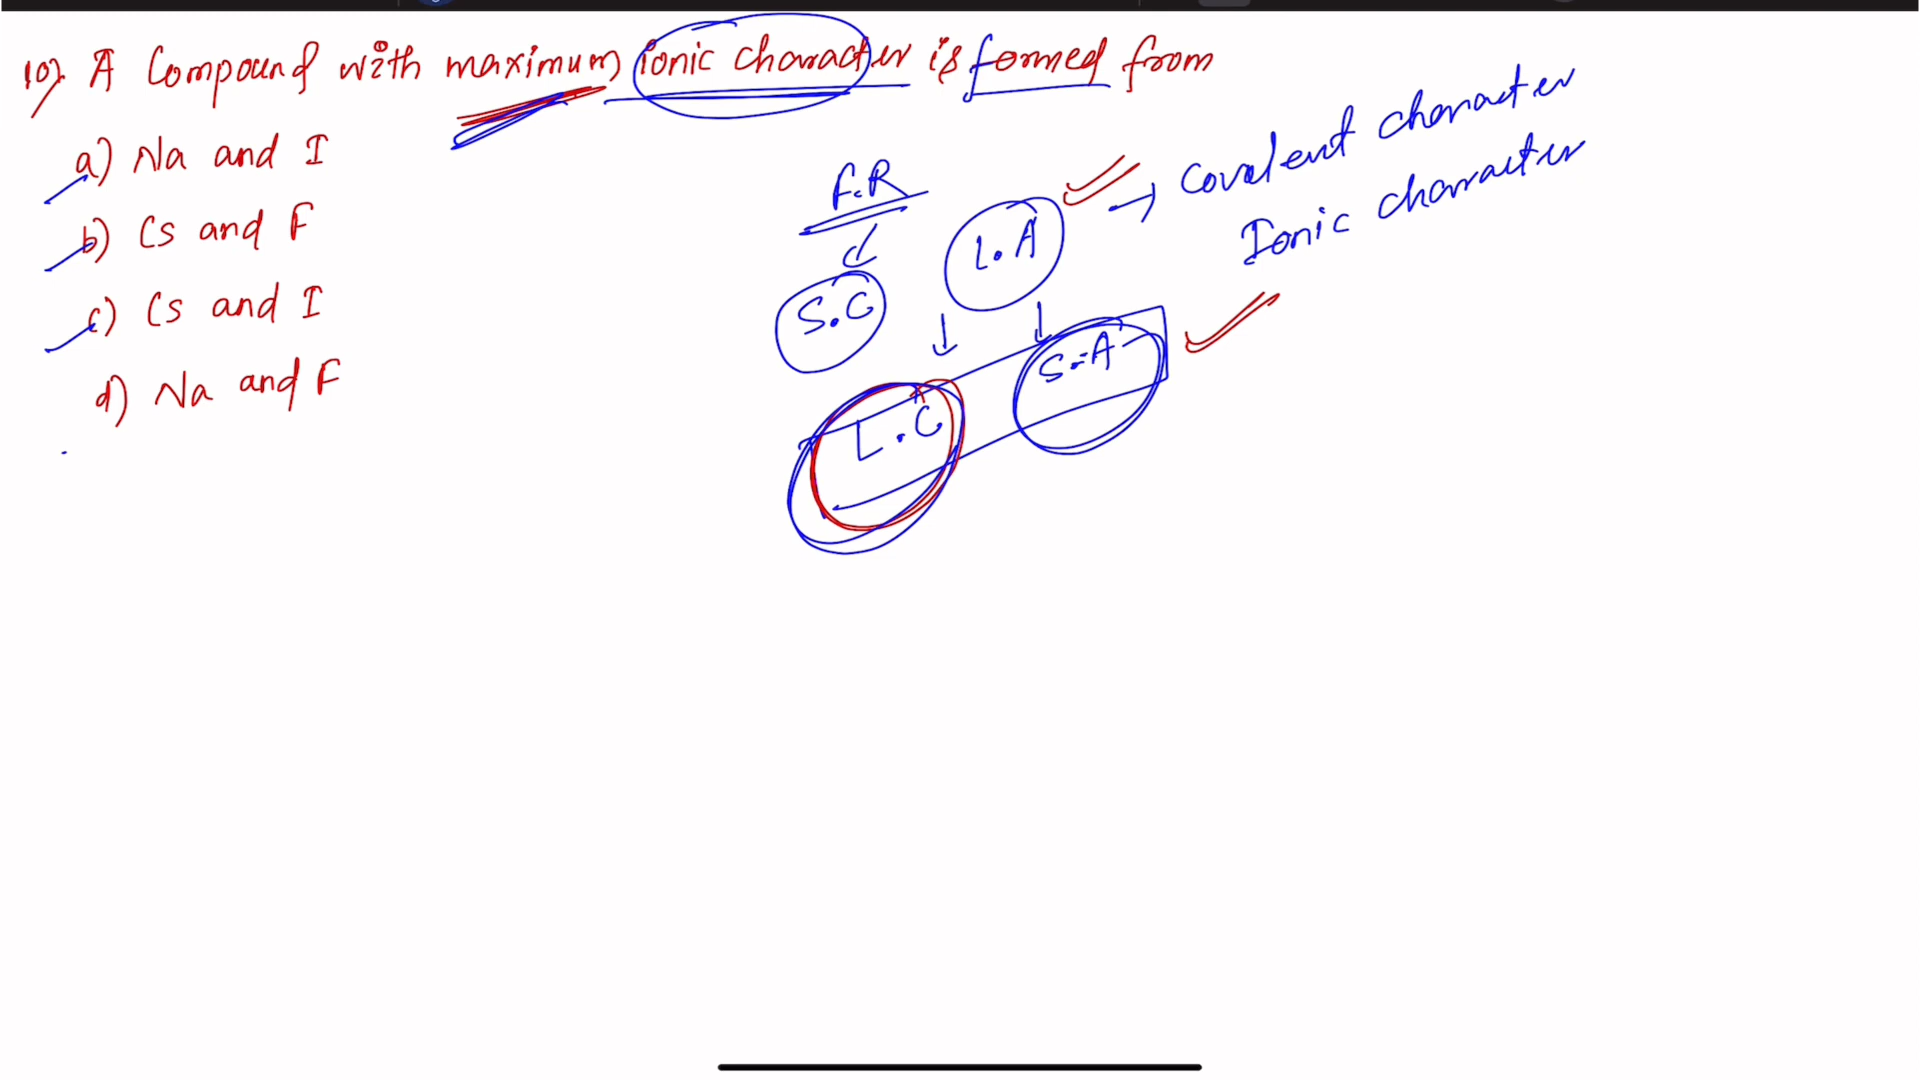 10) A Compound with maximum ionic character is formed from
a) Na and I
b) Cs and F
c) Cs and I
d) Na and F
F.R
S.C
L.A → Covalent character
Ionic character
L.C
S.A